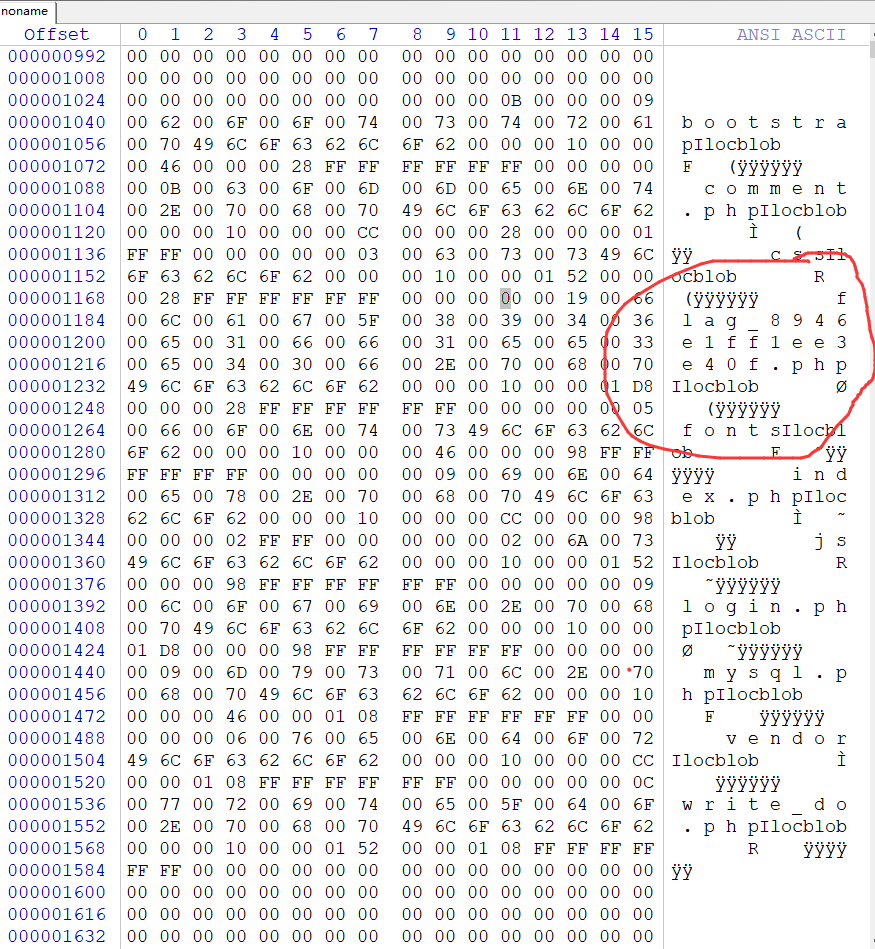 noname
Offset 0 1 2 3 4 5 6 7 8 9 10 11 12 13 14 15 ANSI ASCII
000000992 00 00 00 00 00 00 00 00 00 00 00 00 00 00 00 00
000001008 00 00 00 00 00 00 00 00 00 00 00 00 00 00 00 00
000001024 00 00 00 00 00 00 00 00 00 00 00 0B 00 00 00 09
000001040 00 62 00 6F 00 6F 00 74 00 73 00 74 00 72 00 61 b o o t s t r a
000001056 00 70 49 6C 6F 63 62 6C 6F 62 00 00 00 10 00 00 pIlocblob
000001072 00 46 00 00 00 28 FF FF FF FF FF FF 00 00 00 00 F (ÿÿÿÿÿÿ
000001088 00 0B 00 63 00 6F 00 6D 00 6D 00 65 00 6E 00 74 c o m m e n t
000001104 00 2E 00 70 00 68 00 70 49 6C 6F 63 62 6C 6F 62 . p h pIlocblob
000001120 00 00 00 10 00 00 00 CC 00 00 00 28 00 00 00 01 Ì (
000001136 FF FF 00 00 00 00 00 03 00 63 00 73 00 73 49 6C ÿÿ c s sIl
000001152 6F 63 62 6C 6F 62 00 00 00 10 00 00 01 52 00 00 ocblob R
000001168 00 28 FF FF FF FF FF FF 00 00 00 00 00 19 00 66 (ÿÿÿÿÿÿ f
000001184 00 6C 00 61 00 67 00 5F 00 38 00 39 00 34 00 36 l a g _ 8 9 4 6
000001200 00 65 00 31 00 66 00 66 00 31 00 65 00 65 00 33 e 1 f f 1 e e 3
000001216 00 65 00 34 00 30 00 66 00 2E 00 70 00 68 00 70 e 4 0 f . p h p
000001232 49 6C 6F 63 62 6C 6F 62 00 00 00 10 00 00 01 D8 Ilocblob Ø
000001248 00 00 00 28 FF FF FF FF FF FF 00 00 00 00 00 05 (ÿÿÿÿÿÿ
000001264 00 66 00 6F 00 6E 00 74 00 73 49 6C 6F 63 62 6C f o n t sIlocbl
000001280 6F 62 00 00 00 10 00 00 00 46 00 00 00 98 FF FF ob F ÿÿ
000001296 FF FF FF FF 00 00 00 00 00 09 00 69 00 6E 00 64 ÿÿÿÿ i n d
000001312 00 65 00 78 00 2E 00 70 00 68 00 70 49 6C 6F 63 e x . p h pIloc
000001328 62 6C 6F 62 00 00 00 10 00 00 00 CC 00 00 00 98 blob Ì ˜
000001344 00 00 00 02 FF FF 00 00 00 00 00 02 00 6A 00 73 ÿÿ j s
000001360 49 6C 6F 63 62 6C 6F 62 00 00 00 10 00 00 01 52 Ilocblob R
000001376 00 00 00 98 FF FF FF FF FF FF 00 00 00 00 00 09 ˜ÿÿÿÿÿÿ
000001392 00 6C 00 6F 00 67 00 69 00 6E 00 2E 00 70 00 68 l o g i n . p h
000001408 00 70 49 6C 6F 63 62 6C 6F 62 00 00 00 10 00 00 pIlocblob
000001424 01 D8 00 00 00 98 FF FF FF FF FF FF 00 00 00 00 Ø ˜ÿÿÿÿÿÿ
000001440 00 09 00 6D 00 79 00 73 00 71 00 6C 00 2E 00 70 m y s q l . p
000001456 00 68 00 70 49 6C 6F 63 62 6C 6F 62 00 00 00 10 h pIlocblob
000001472 00 00 00 46 00 00 01 08 FF FF FF FF FF FF 00 00 F ÿÿÿÿÿÿ
000001488 00 00 00 06 00 76 00 65 00 6E 00 64 00 6F 00 72 v e n d o r
000001504 49 6C 6F 63 62 6C 6F 62 00 00 00 10 00 00 00 CC Ilocblob Ì
000001520 00 00 01 08 FF FF FF FF FF FF 00 00 00 00 00 0C ÿÿÿÿÿÿ
000001536 00 77 00 72 00 69 00 74 00 65 00 5F 00 64 00 6F w r i t e _ d o
000001552 00 2E 00 70 00 68 00 70 49 6C 6F 63 62 6C 6F 62 . p h pIlocblob
000001568 00 00 00 10 00 00 01 52 00 00 01 08 FF FF FF FF R ÿÿÿÿ
000001584 FF FF 00 00 00 00 00 00 00 00 00 00 00 00 00 00 ÿÿ
000001600 00 00 00 00 00 00 00 00 00 00 00 00 00 00 00 00
000001616 00 00 00 00 00 00 00 00 00 00 00 00 00 00 00 00
000001632 00 00 00 00 00 00 00 00 00 00 00 00 00 00 00 00